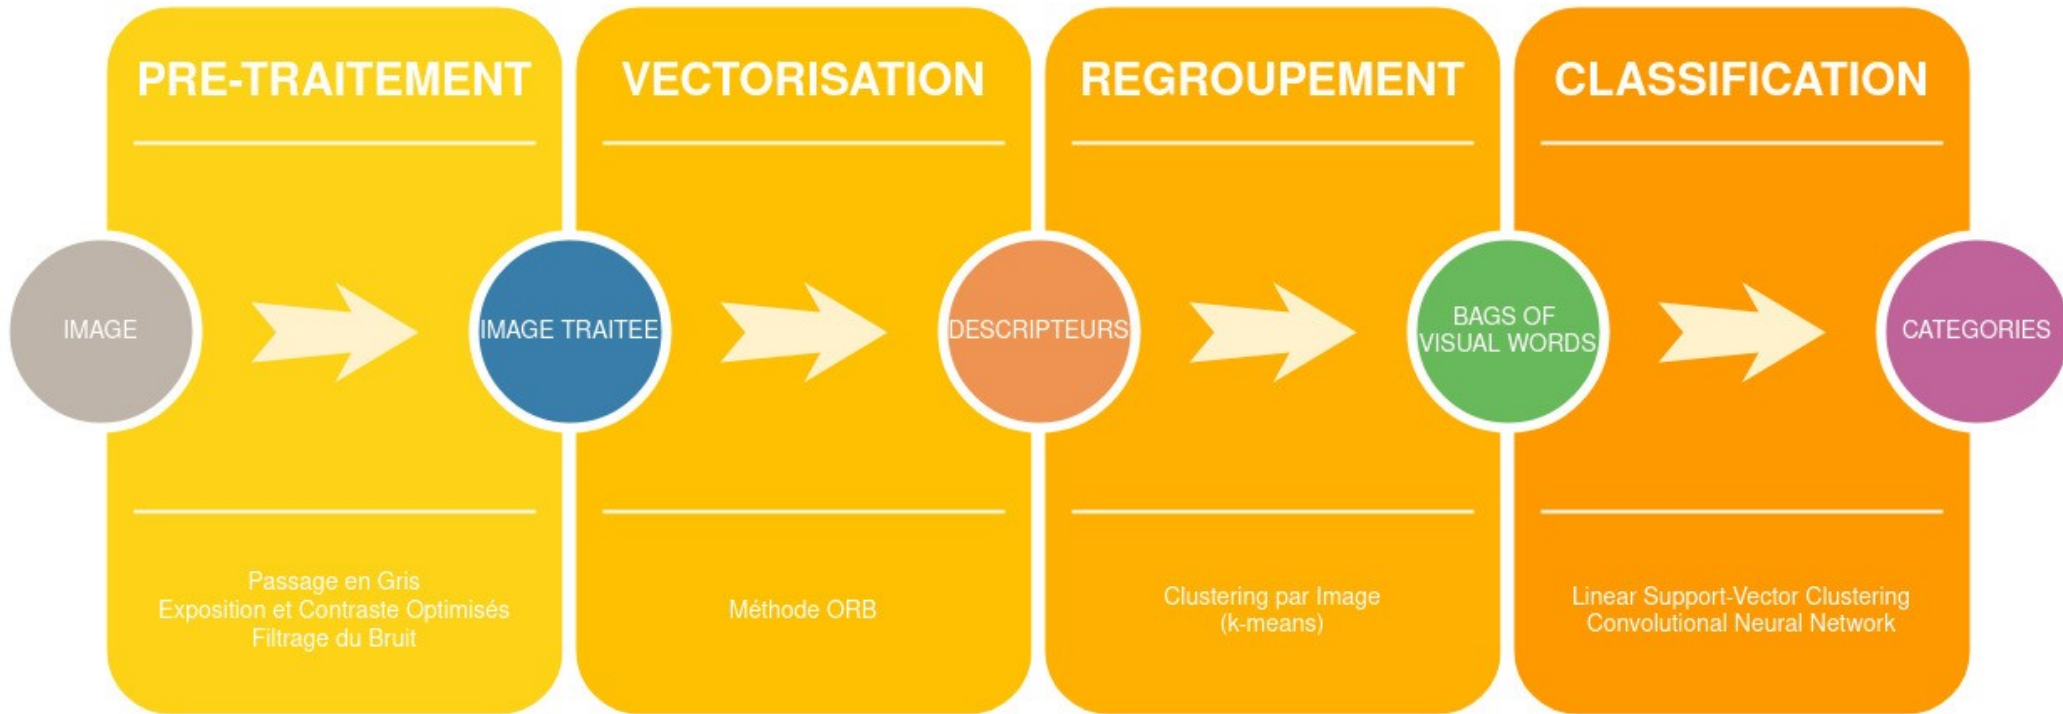 PRE-TRAITEMENT
VECTORISATION
REGROUPEMENT
CLASSIFICATION
IMAGE
IMAGE TRAITEE
DESCRIPTEURS
BAGS OF
VISUAL WORDS
CATEGORIES
Passage en Gris
Exposition et Contraste Optimisés
Filtrage du Bruit
Méthode ORB
Clustering par Image
(k-means)
Linear Support-Vector Clustering
Convolutional Neural Network